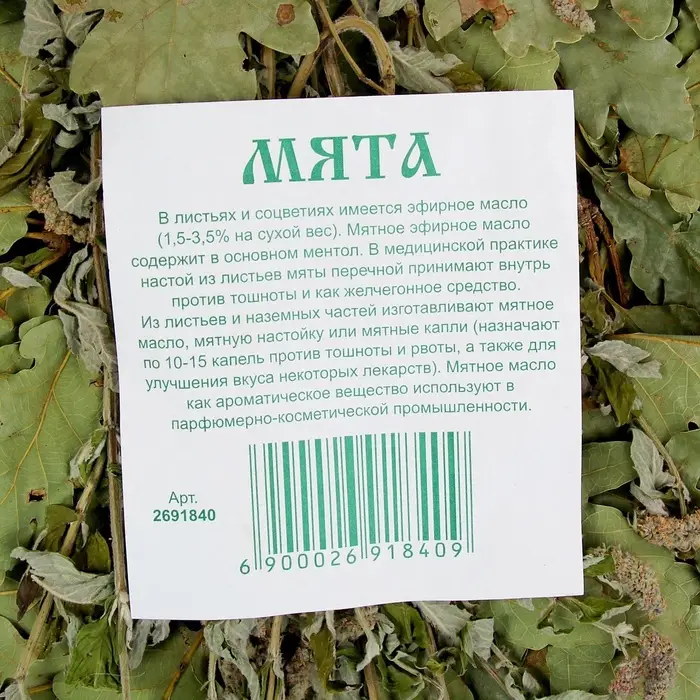 МЯТА
В листьях и соцветиях имеется эфирное масло
(1,5-3,5% на сухой вес). Мятное эфирное масло
содержит в основном ментол. В медицинской практике
настой из листьев мяты перечной принимают внутрь
против тошноты и как желчегонное средство.
Из листьев и наземных частей изготавливают мятное
масло, мятную настойку или мятные капли (назначают
по 10-15 капель против тошноты и рвоты, а также для
улучшения вкуса некоторых лекарств). Мятное масло
как ароматическое вещество используют в
парфюмерно-косметической промышленности.
Арт.
2691840
6 900026 918409